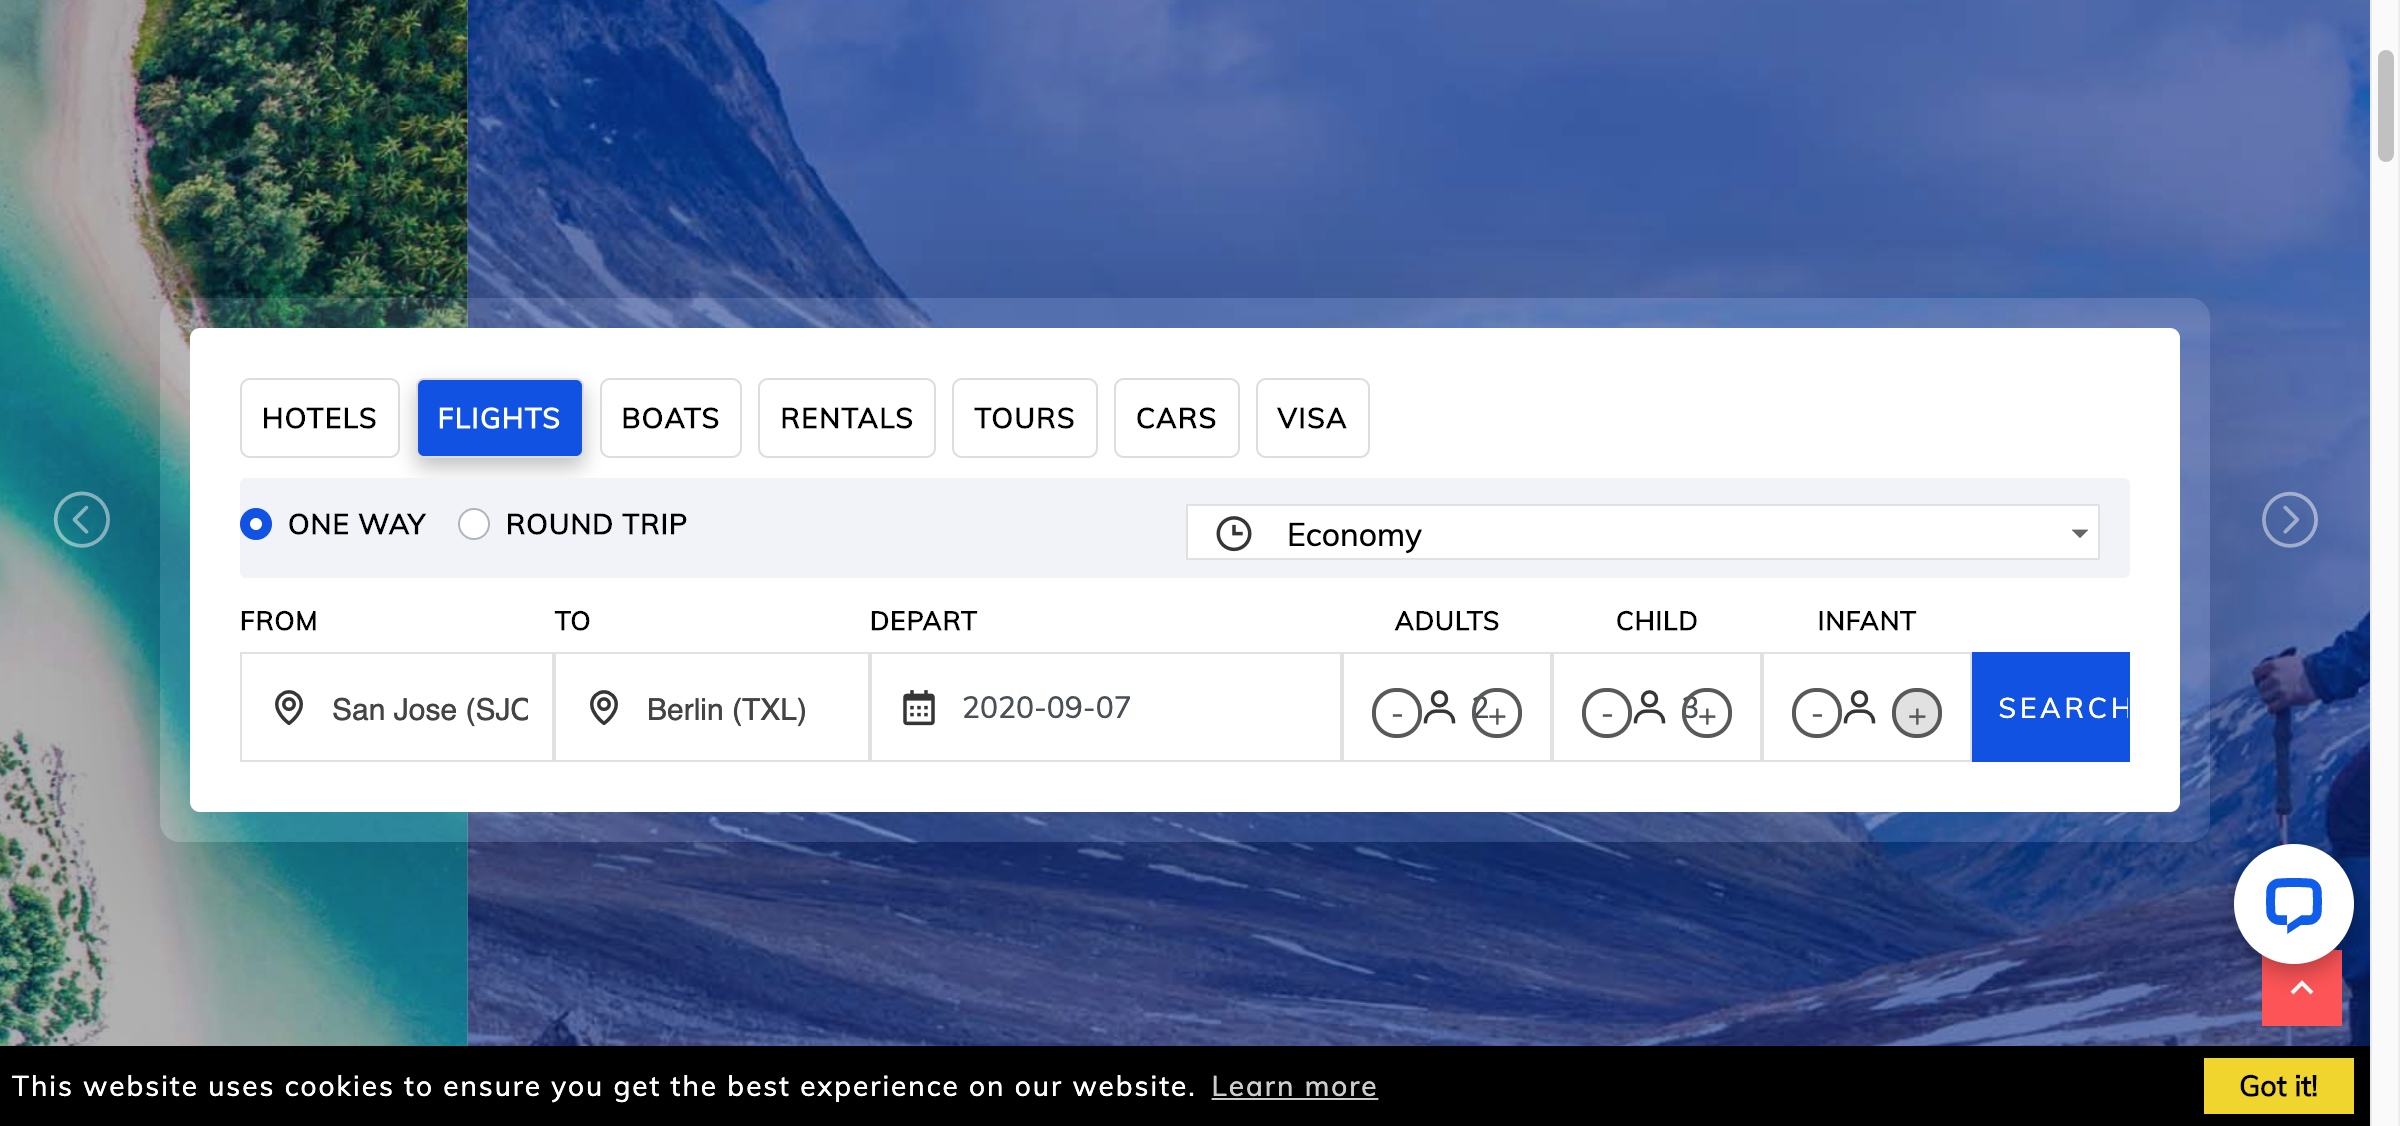 HOTELS FLIGHTS BOATS RENTALS TOURS CARS VISA
ONE WAY ROUND TRIP Economy
FROM TO DEPART ADULTS CHILD INFANT
San Jose (SJC Berlin (TXL) 2020-09-07 - 2 + - 3 + - + SEARCH
This website uses cookies to ensure you get the best experience on our website. Learn more Got it!